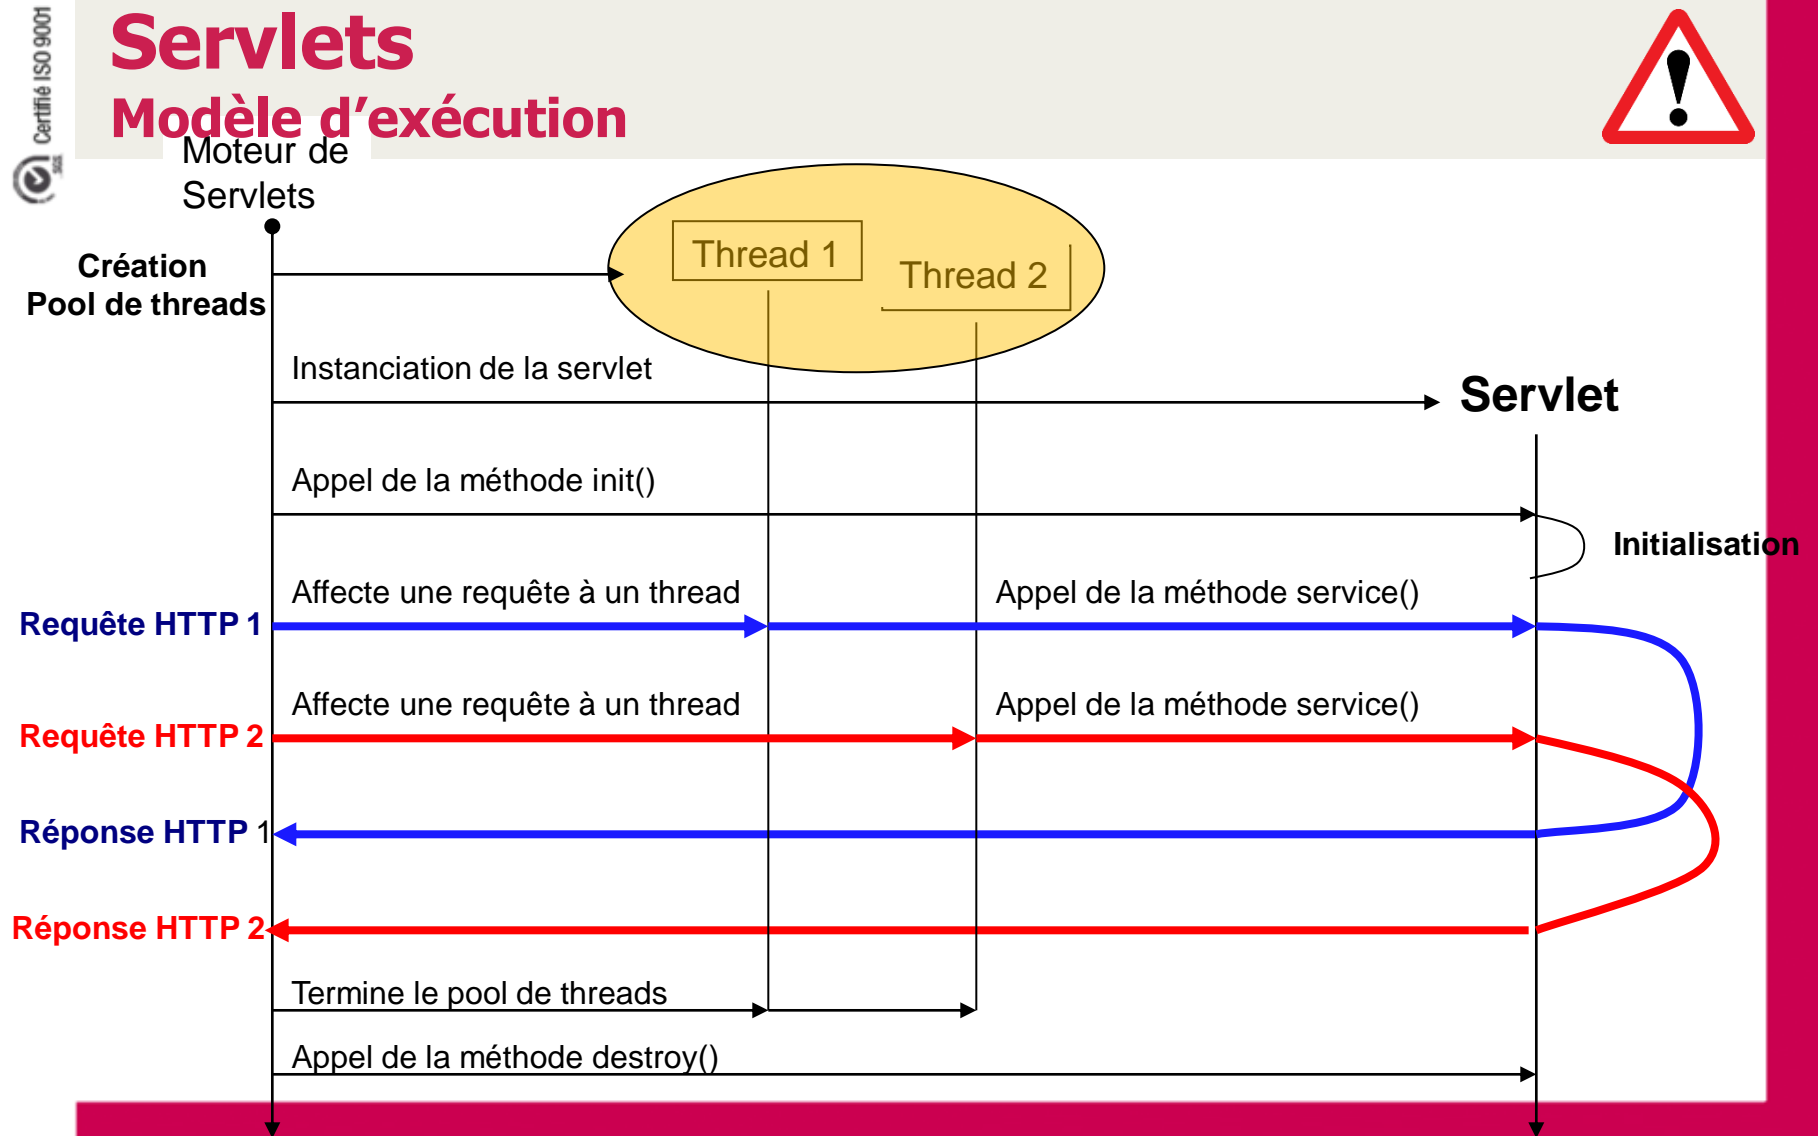 Certifié ISO 9001
SGS
Servlets
Modèle d’exécution
Moteur de
Servlets
Création
Pool de threads
Thread 1
Thread 2
Instanciation de la servlet
Servlet
Appel de la méthode init()
Initialisation
Affecte une requête à un thread
Appel de la méthode service()
Requête HTTP 1
Affecte une requête à un thread
Appel de la méthode service()
Requête HTTP 2
Réponse HTTP 1
Réponse HTTP 2
Termine le pool de threads
Appel de la méthode destroy()